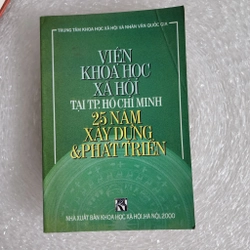 TRUNG TÂM KHOA HỌC XÃ HỘI VÀ NHÂN VĂN QUỐC GIA
VIỆN
KHOA HỌC
XÃ HỘI
TẠI TP. HỒ CHÍ MINH
25 NĂM
XÂY DỰNG
& PHÁT TRIỂN
NHÀ XUẤT BẢN KHOA HỌC XÃ HỘI, HÀ NỘI, 2000